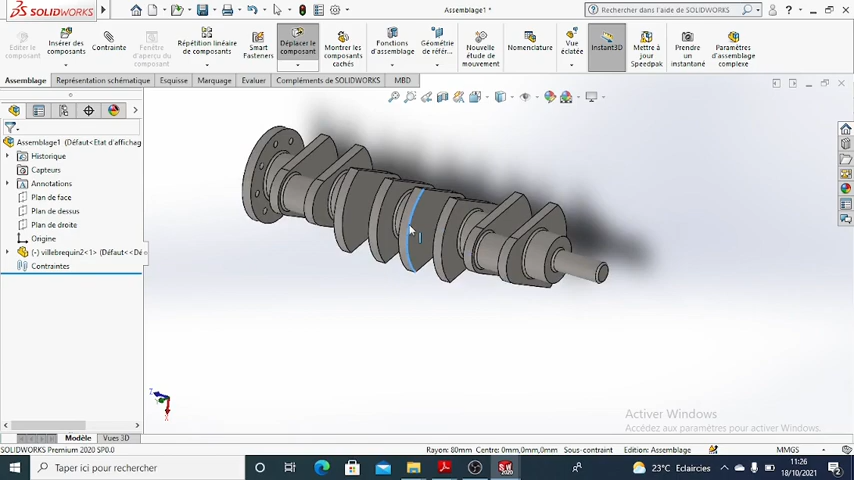 SOLIDWORKS
Assemblage1 *
Rechercher dans l'aide de SOLIDWORKS
Editer le composant
Insérer des composants
Contrainte
Fenêtre d'aperçu du composant
Répétition linéaire de composants
Smart Fasteners
Déplacer le composant
Montrer les composants cachés
Fonctions d'assemblage
Géométrie de référ...
Nouvelle étude de mouvement
Nomenclature
Vue éclatée
Instant3D
Mettre à jour Speedpak
Prendre un instantané
Paramètres d'assemblage complexe
Assemblage
Représentation schématique
Esquisse
Marquage
Evaluer
Compléments de SOLIDWORKS
MBD
Assemblage1 (Défaut<Etat d'affichag
Historique
Capteurs
Annotations
Plan de face
Plan de dessus
Plan de droite
Origine
(-) villebrequin2<1> (Défaut<<Dé
Contraintes
Z
Y
X
Activer Windows
Accédez aux paramètres pour activer Windows.
Modèle
Vues 3D
SOLIDWORKS Premium 2020 SP0.0
Rayon: 80mm Centre: 0mm,0mm,0mm
Sous-contraint
Edition: Assemblage
MMGS
Taper ici pour rechercher
SW
2020
23°C Eclaircies
11:26
18/10/2021
2